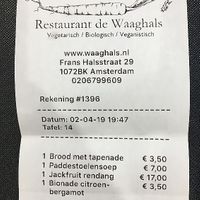 Restaurant de Waaghals
Vegetarisch / Biologisch / Veganistisch
www.waaghals.nl
Frans Halsstraat 29
1072BK Amsterdam
0206799609
Rekening #1396
Datum: 02-04-19 19:47
Tafel: 14
1 Brood met tapenade € 3,50
1 Paddestoelensoep € 7,00
1 Jackfruit rendang € 17,00
1 Bionade citroen- € 3,50
bergamot